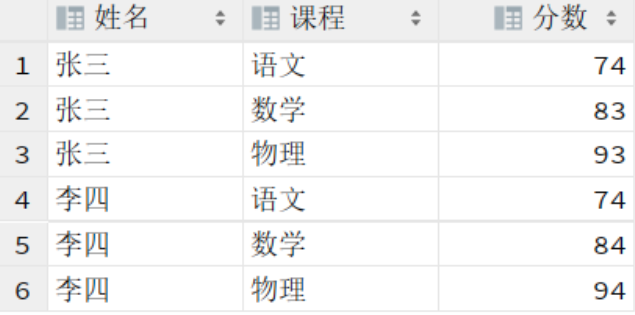 姓名 课程 分数
1 张三 语文 74
2 张三 数学 83
3 张三 物理 93
4 李四 语文 74
5 李四 数学 84
6 李四 物理 94